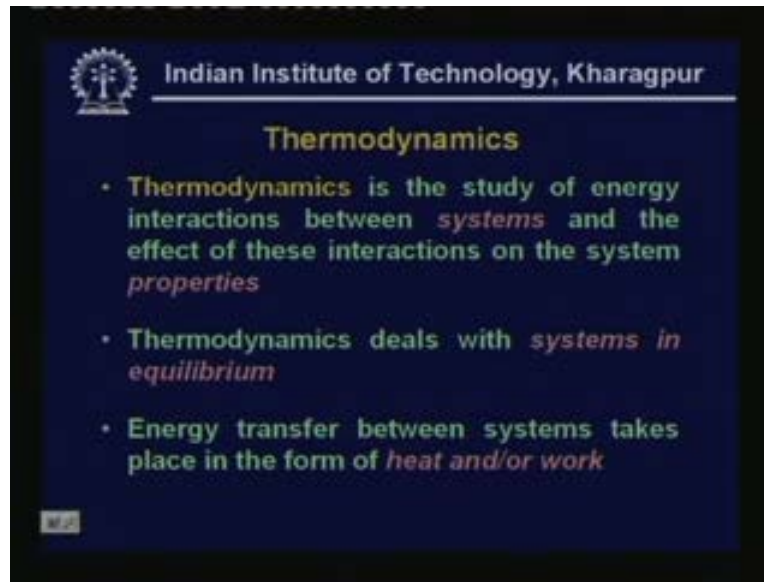 Indian Institute of Technology, Kharagpur
Thermodynamics
• Thermodynamics is the study of energy
interactions between systems and the
effect of these interactions on the system
properties
• Thermodynamics deals with systems in
equilibrium
• Energy transfer between systems takes
place in the form of heat and/or work